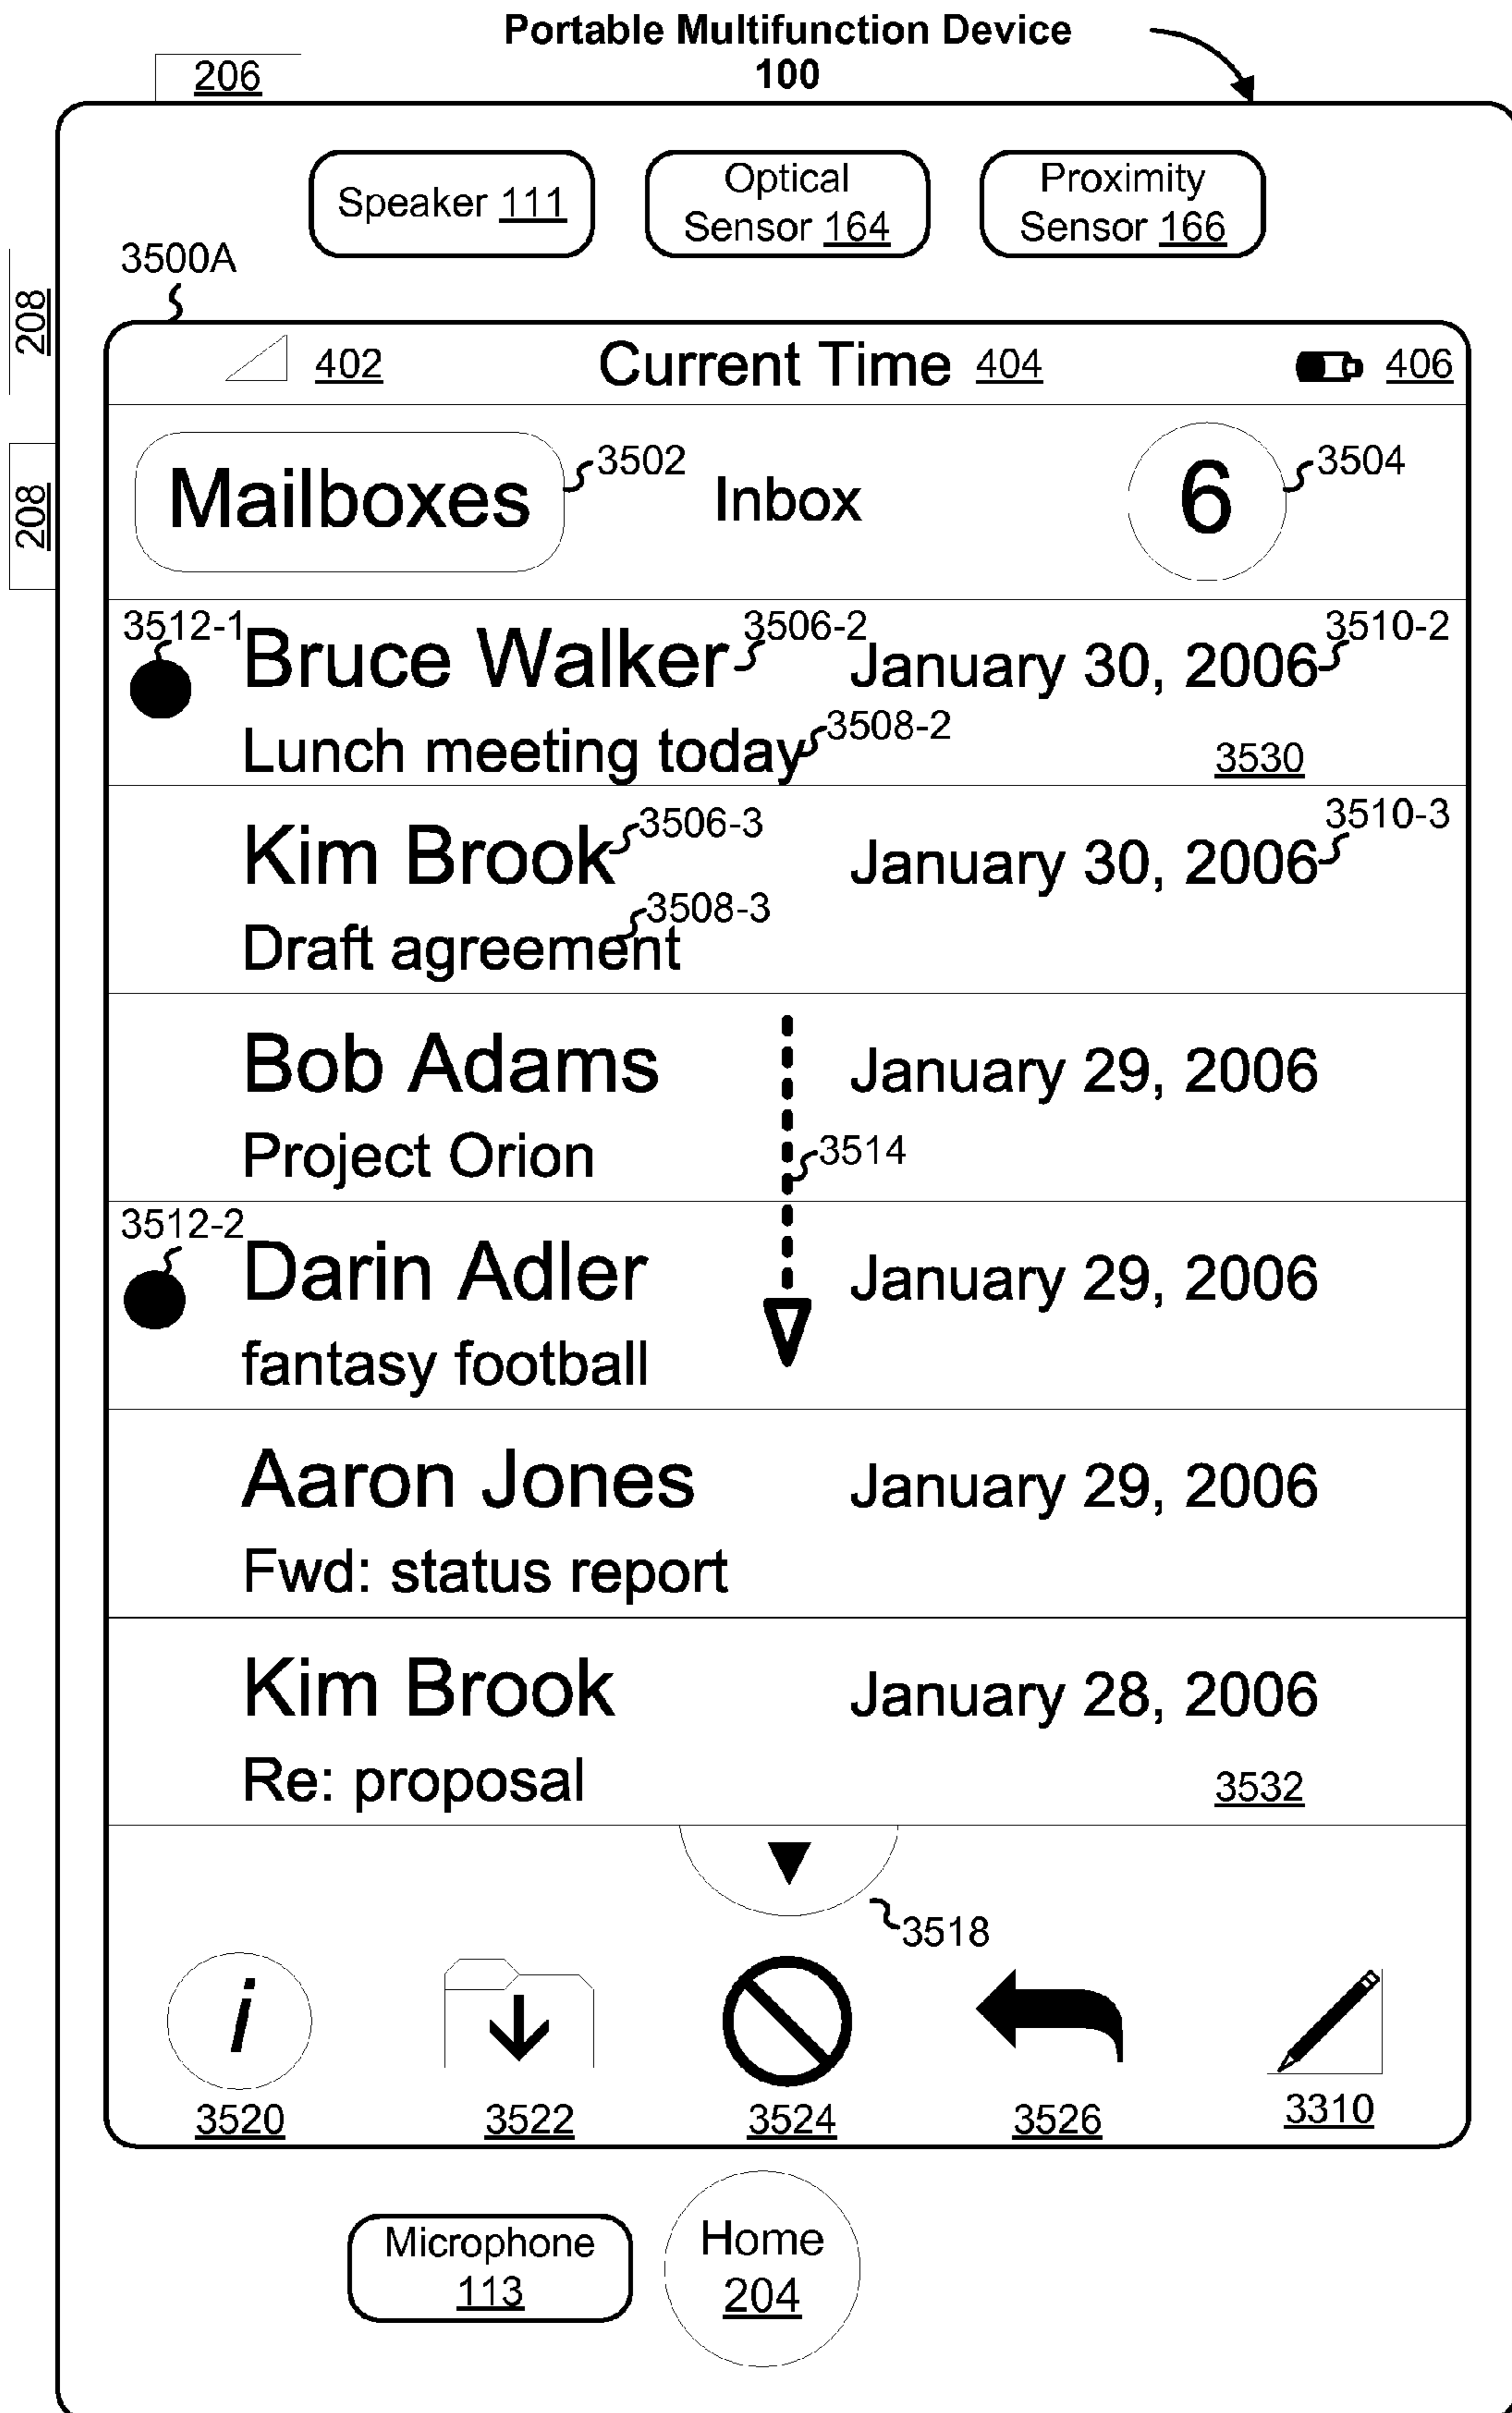 Portable Multifunction Device
100
206
Speaker 111
Optical
Sensor 164
Proximity
Sensor 166
3500A
208
208
402 Current Time 404 406
Mailboxes 3502 Inbox 6 3504
3512-1 Bruce Walker 3506-2 January 30, 2006 3510-2
Lunch meeting today 3508-2 3530
Kim Brook 3506-3 January 30, 2006 3510-3
Draft agreement 3508-3
Bob Adams January 29, 2006
Project Orion 3514
3512-2 Darin Adler January 29, 2006
fantasy football
Aaron Jones January 29, 2006
Fwd: status report
Kim Brook January 28, 2006
Re: proposal 3532
3518
i
3520 3522 3524 3526 3310
Microphone
113
Home
204